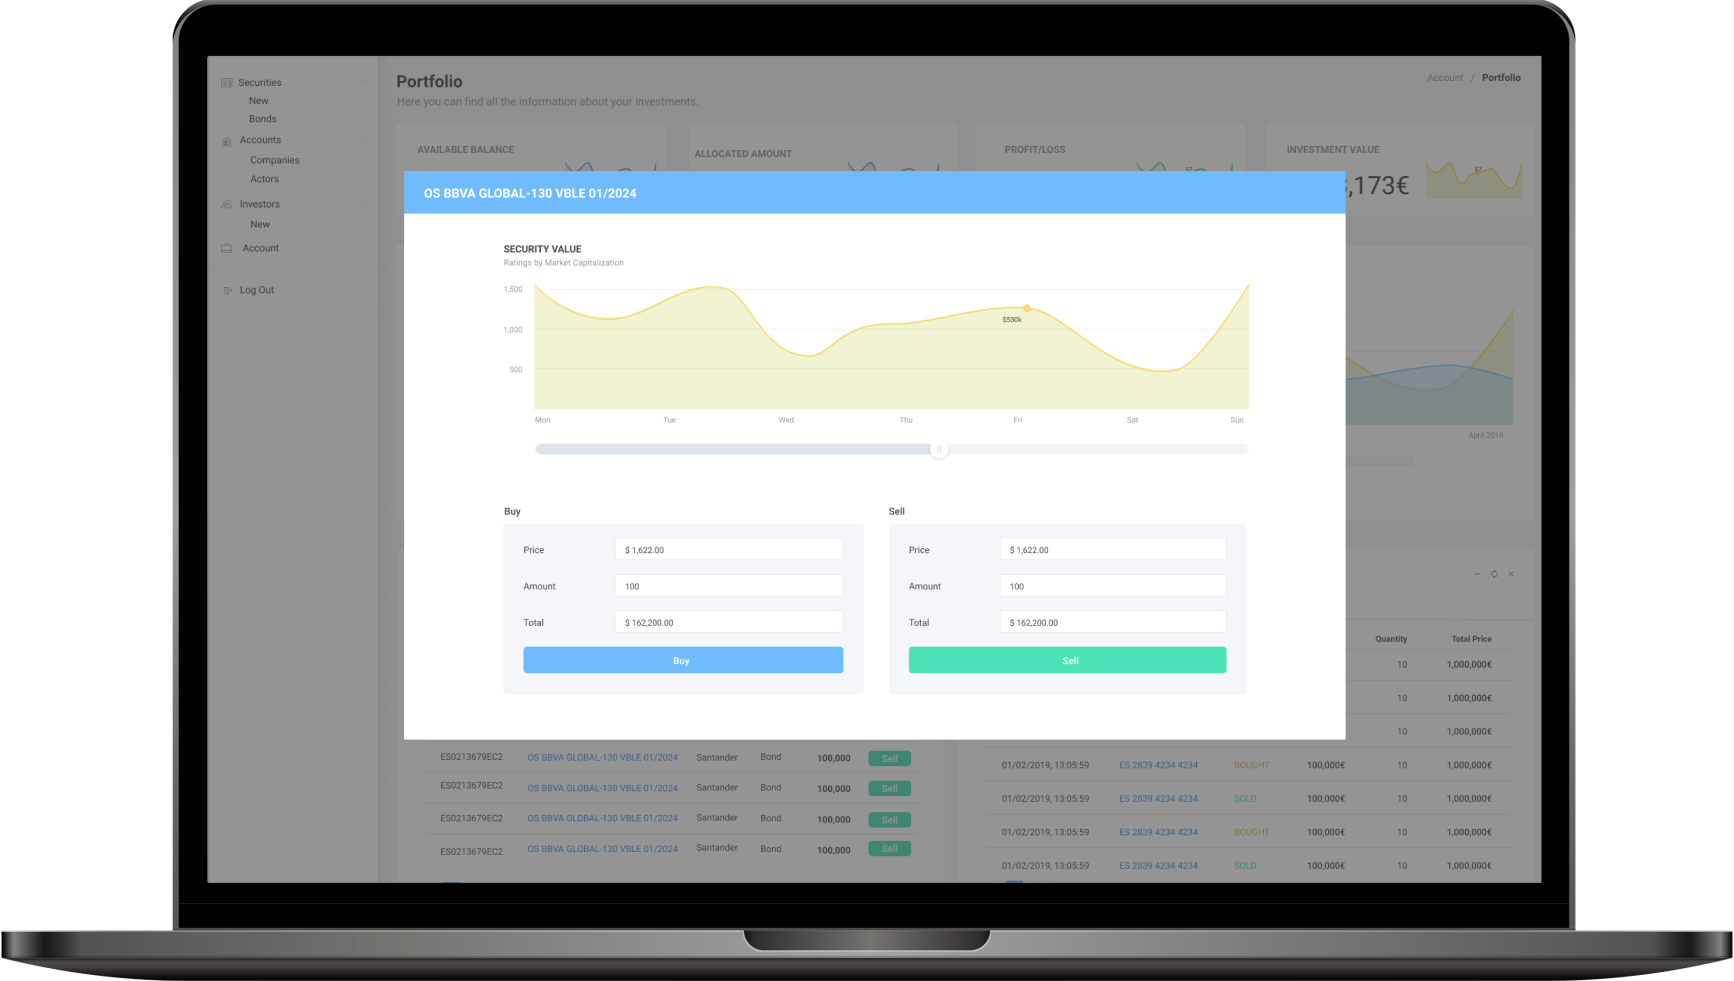 Securities
New
Bonds
Accounts
Companies
Actors
Investors
New
Account
Log Out
Portfolio
Here you can find all the information about your investments.
Account / Portfolio
AVAILABLE BALANCE
ALLOCATED AMOUNT
PROFIT/LOSS
57
INVESTMENT VALUE
,173€
57
OS BBVA GLOBAL-130 VBLE 01/2024
SECURITY VALUE
Ratings by Market Capitalization
1,500
1,000
500
$530k
Mon Tue Wed Thu Fri Sat Sun
Buy
Price $ 1,622.00
Amount 100
Total $ 162,200.00
Buy
Sell
Price $ 1,622.00
Amount 100
Total $ 162,200.00
Sell
April 2019
Quantity Total Price
10 1,000,000€
10 1,000,000€
10 1,000,000€
ES0213679EC2 OS BBVA GLOBAL-130 VBLE 01/2024 Santander Bond 100,000 Sell
ES0213679EC2 OS BBVA GLOBAL-130 VBLE 01/2024 Santander Bond 100,000 Sell
ES0213679EC2 OS BBVA GLOBAL-130 VBLE 01/2024 Santander Bond 100,000 Sell
ES0213679EC2 OS BBVA GLOBAL-130 VBLE 01/2024 Santander Bond 100,000 Sell
01/02/2019, 13:05:59 ES 2839 4234 4234 BOUGHT 100,000€ 10 1,000,000€
01/02/2019, 13:05:59 ES 2839 4234 4234 SOLD 100,000€ 10 1,000,000€
01/02/2019, 13:05:59 ES 2839 4234 4234 BOUGHT 100,000€ 10 1,000,000€
01/02/2019, 13:05:59 ES 2839 4234 4234 SOLD 100,000€ 10 1,000,000€